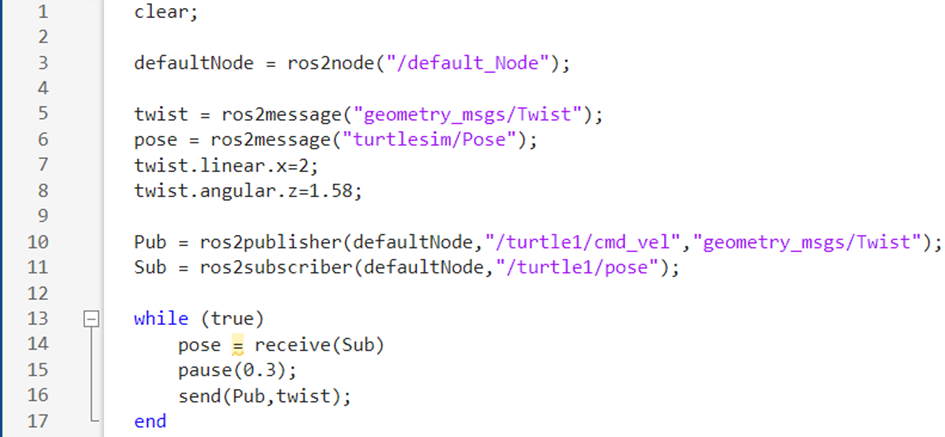 1 clear;
2
3 defaultNode = ros2node("/default_Node");
4
5 twist = ros2message("geometry_msgs/Twist");
6 pose = ros2message("turtlesim/Pose");
7 twist.linear.x=2;
8 twist.angular.z=1.58;
9
10 Pub = ros2publisher(defaultNode,"/turtle1/cmd_vel","geometry_msgs/Twist");
11 Sub = ros2subscriber(defaultNode,"/turtle1/pose");
12
13 while (true)
14     pose = receive(Sub)
15     pause(0.3);
16     send(Pub,twist);
17 end